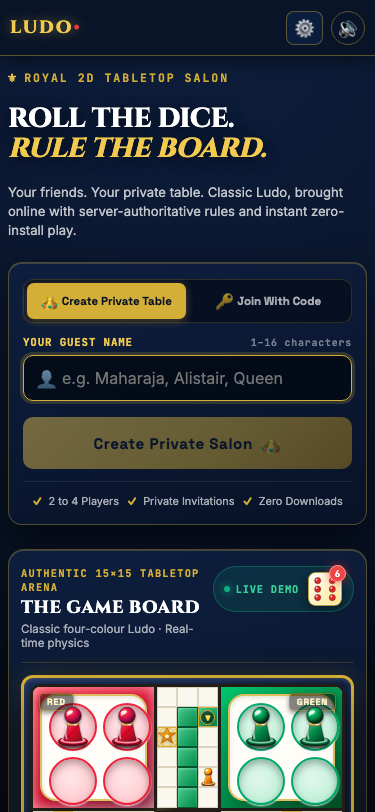 LUDO
ROYAL 2D TABLETOP SALON
ROLL THE DICE.
RULE THE BOARD.
Your friends. Your private table. Classic Ludo, brought
online with server-authoritative rules and instant zero-
install play.
Create Private Table
Join With Code
YOUR GUEST NAME
1–16 characters
e.g. Maharaja, Alistair, Queen
Create Private Salon
2 to 4 Players
Private Invitations
Zero Downloads
AUTHENTIC 15×15 TABLETOP
ARENA
THE GAME BOARD
Classic four-colour Ludo · Real-
time physics
LIVE DEMO
6
RED
GREEN